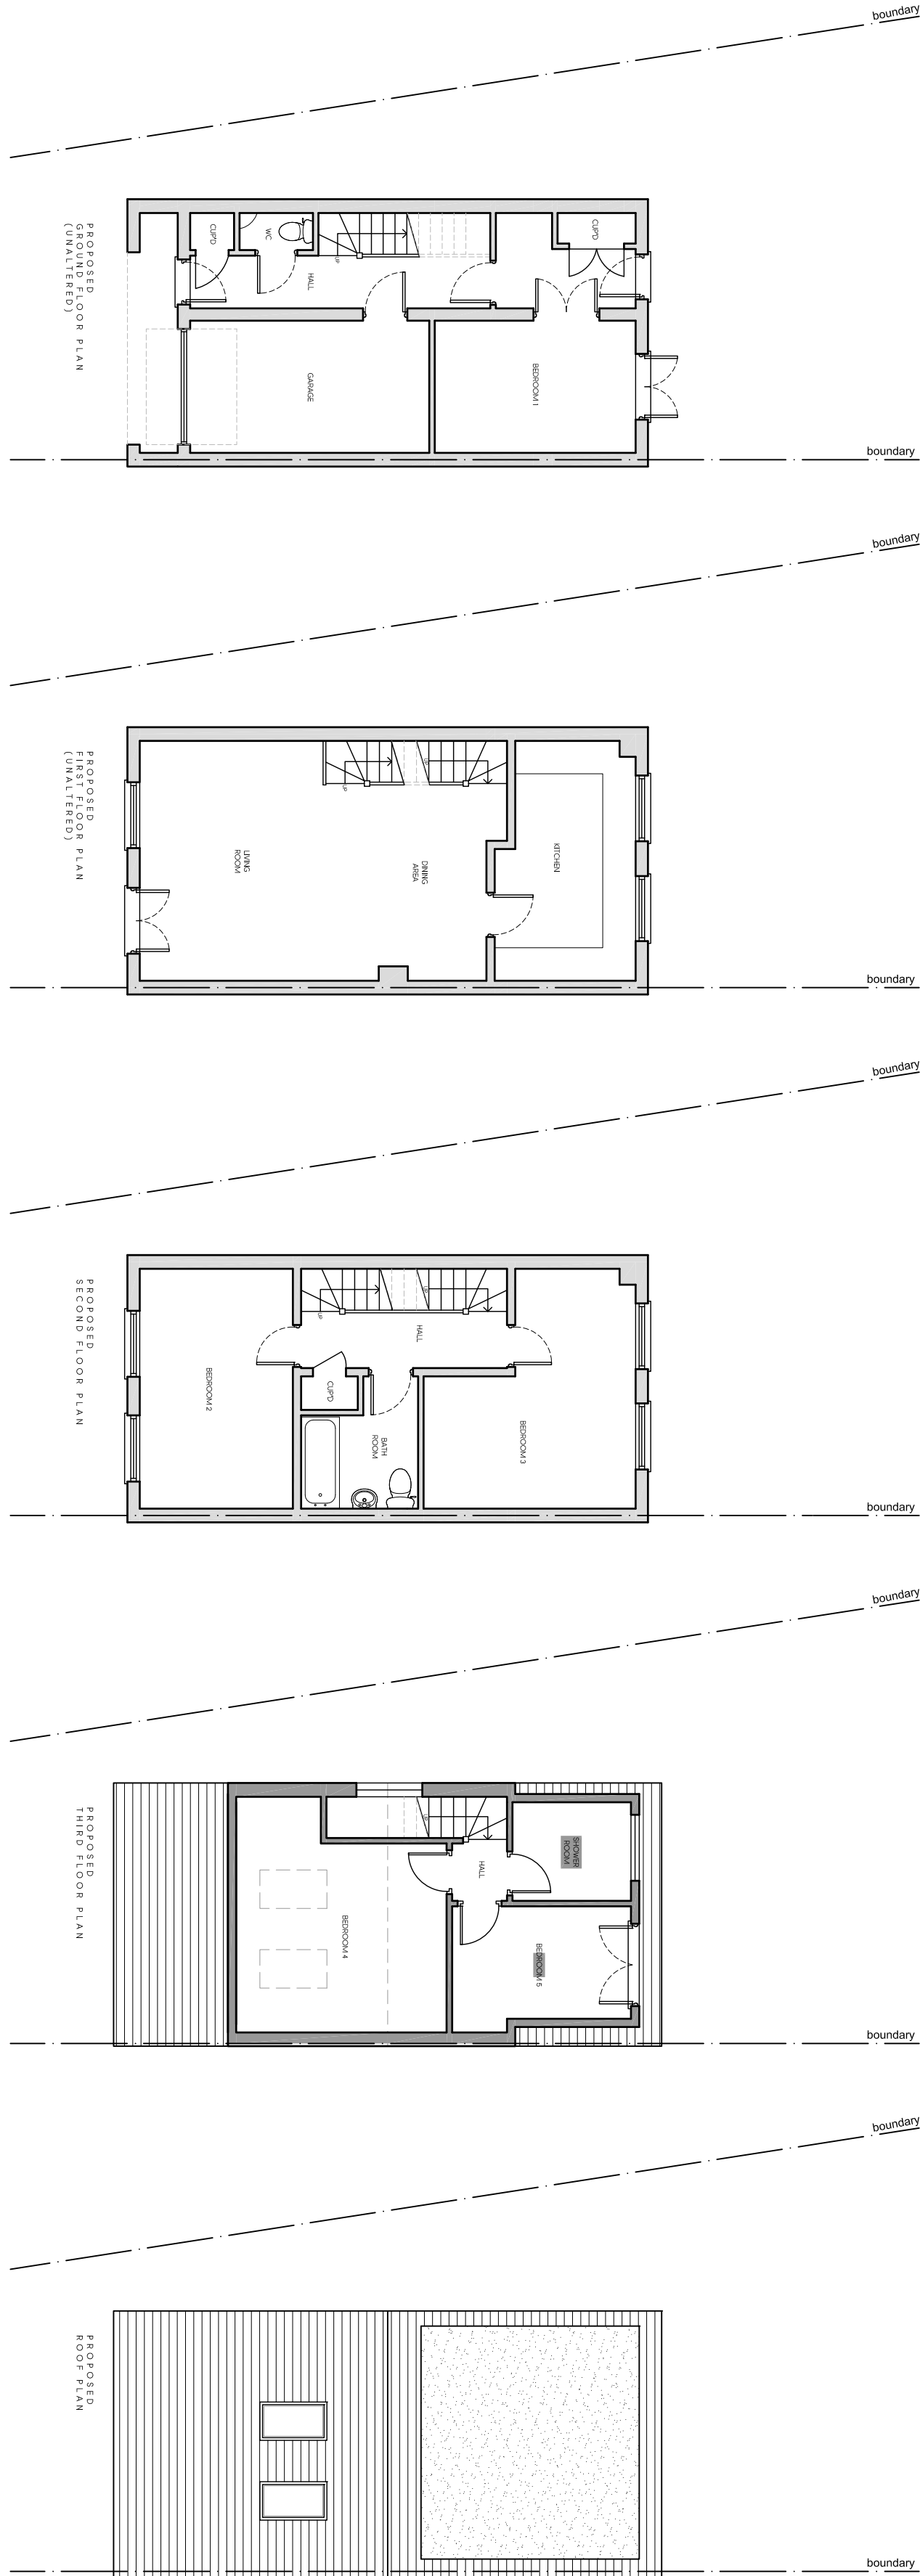 boundary
PROPOSED
GROUND FLOOR PLAN
(UNALTERED)
CUP'D
WC
HALL
UP
CUP'D
GARAGE
BEDROOM 1
boundary
boundary
PROPOSED
FIRST FLOOR PLAN
(UNALTERED)
UP
UP
LIVING
ROOM
DINING
AREA
KITCHEN
boundary
boundary
PROPOSED
SECOND FLOOR PLAN
UP
UP
HALL
BEDROOM 2
CUP'D
BATH
ROOM
BEDROOM 3
boundary
boundary
PROPOSED
THIRD FLOOR PLAN
UP
SHOWER
ROOM
HALL
BEDROOM 4
BEDROOM 5
boundary
boundary
PROPOSED
ROOF PLAN
boundary